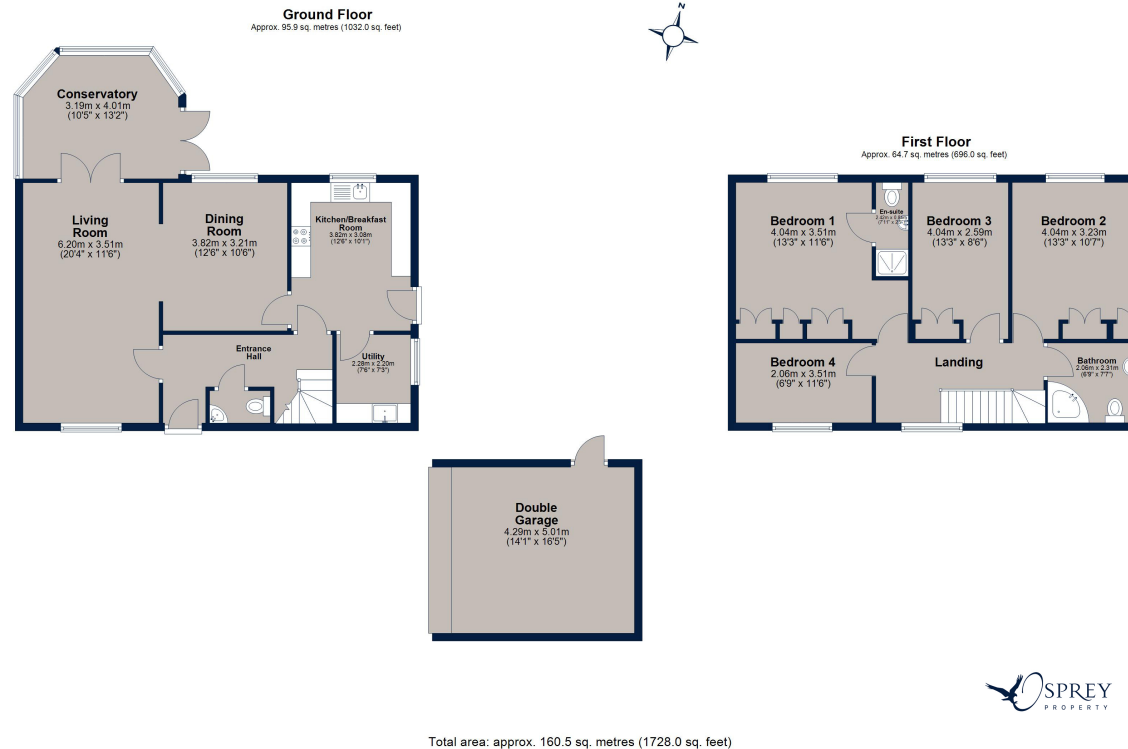 Ground Floor
Approx. 95.9 sq. metres (1032.0 sq. feet)
N
Conservatory
3.19m x 4.01m
(10'5" x 13'2")
Living
Room
6.20m x 3.51m
(20'4" x 11'6")
Dining
Room
3.82m x 3.21m
(12'6" x 10'6")
Kitchen/Breakfast
Room
3.82m x 3.08m
(12'6" x 10'1")
Entrance
Hall
Utility
2.28m x 2.20m
(7'6" x 7'3")
Double
Garage
4.29m x 5.01m
(14'1" x 16'5")
First Floor
Approx. 64.7 sq. metres (696.0 sq. feet)
Bedroom 1
4.04m x 3.51m
(13'3" x 11'6")
En-suite
Bedroom 3
4.04m x 2.59m
(13'3" x 8'6")
Bedroom 2
4.04m x 3.23m
(13'3" x 10'7")
Bedroom 4
2.06m x 3.51m
(6'9" x 11'6")
Landing
Bathroom
2.06m x 2.31m
(6'9" x 7'7")
OSPREY
PROPERTY
Total area: approx. 160.5 sq. metres (1728.0 sq. feet)